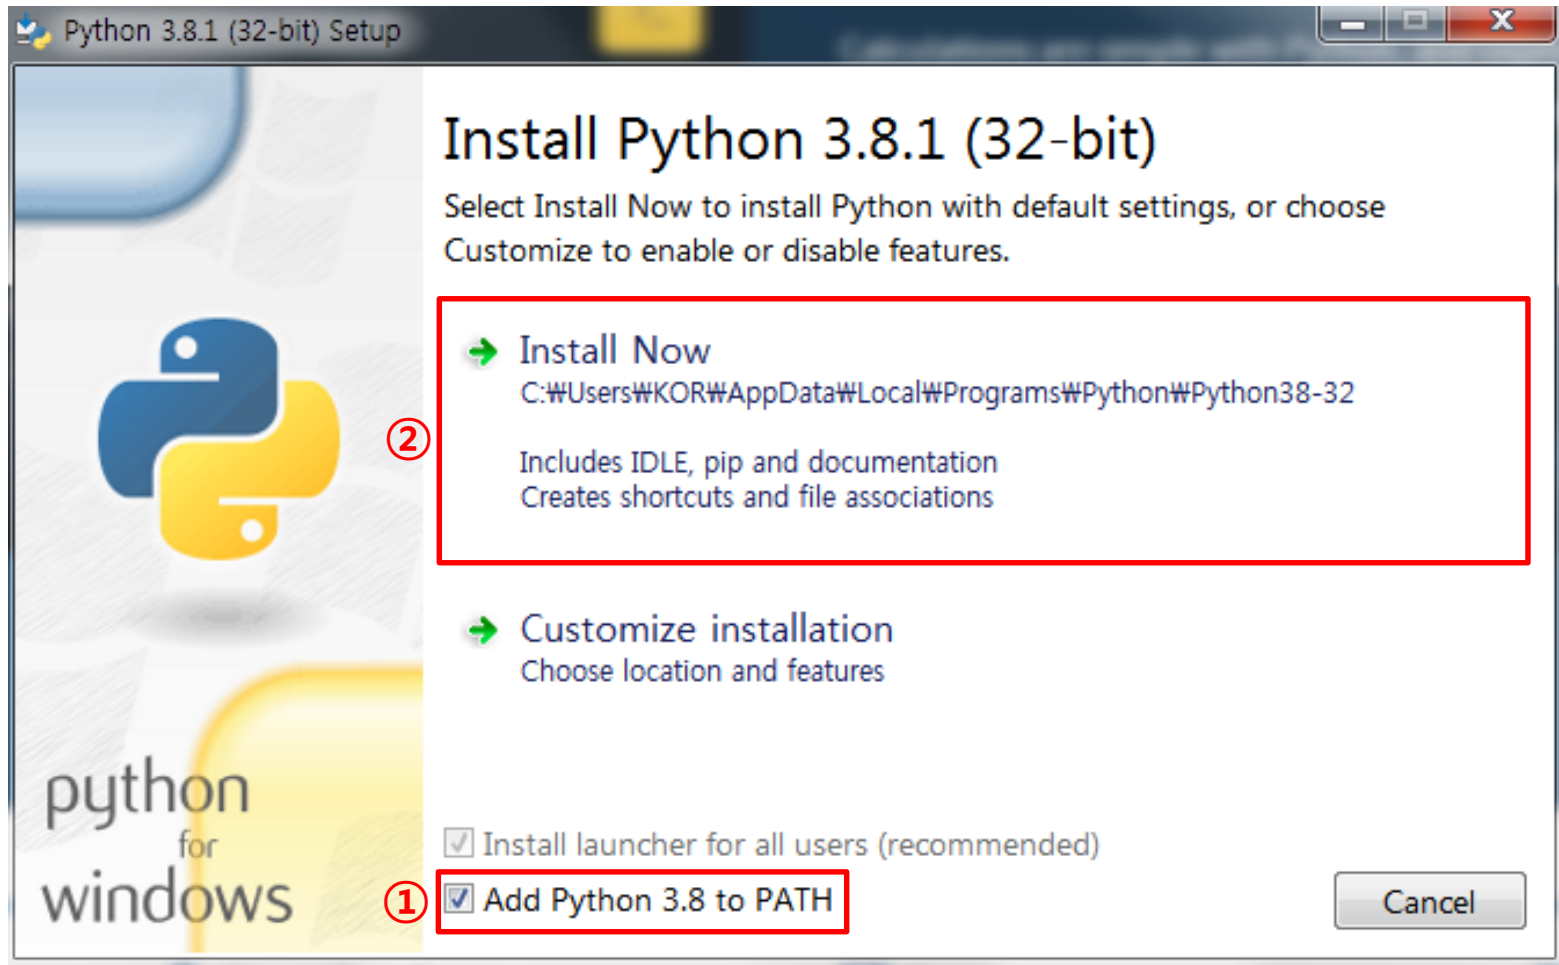 Python 3.8.1 (32-bit) Setup
Install Python 3.8.1 (32-bit)
Select Install Now to install Python with default settings, or choose
Customize to enable or disable features.
②
Install Now
C:₩Users₩KOR₩AppData₩Local₩Programs₩Python₩Python38-32
Includes IDLE, pip and documentation
Creates shortcuts and file associations
Customize installation
Choose location and features
python
for
windows
Install launcher for all users (recommended)
①
Add Python 3.8 to PATH
Cancel